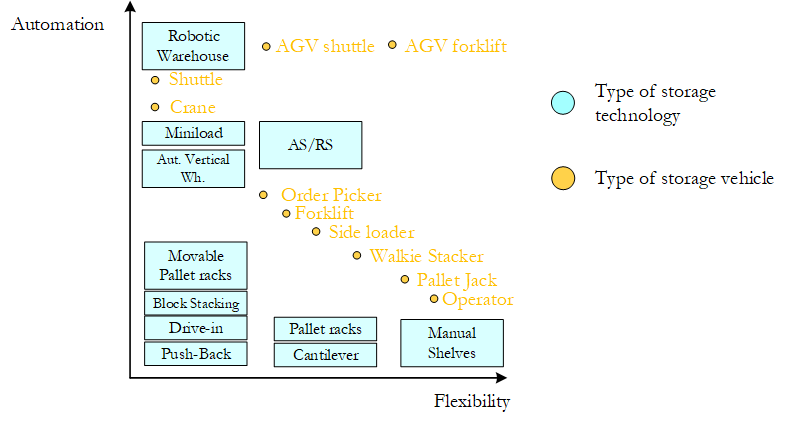 Automation
Robotic
Warehouse
AGV shuttle
AGV forklift
Shuttle
Crane
Type of storage
technology
Miniload
Aut. Vertical
Wh.
AS/RS
Type of storage vehicle
Order Picker
Forklift
Side loader
Walkie Stacker
Pallet Jack
Operator
Movable
Pallet racks
Block Stacking
Drive-in
Push-Back
Pallet racks
Cantilever
Manual
Shelves
Flexibility